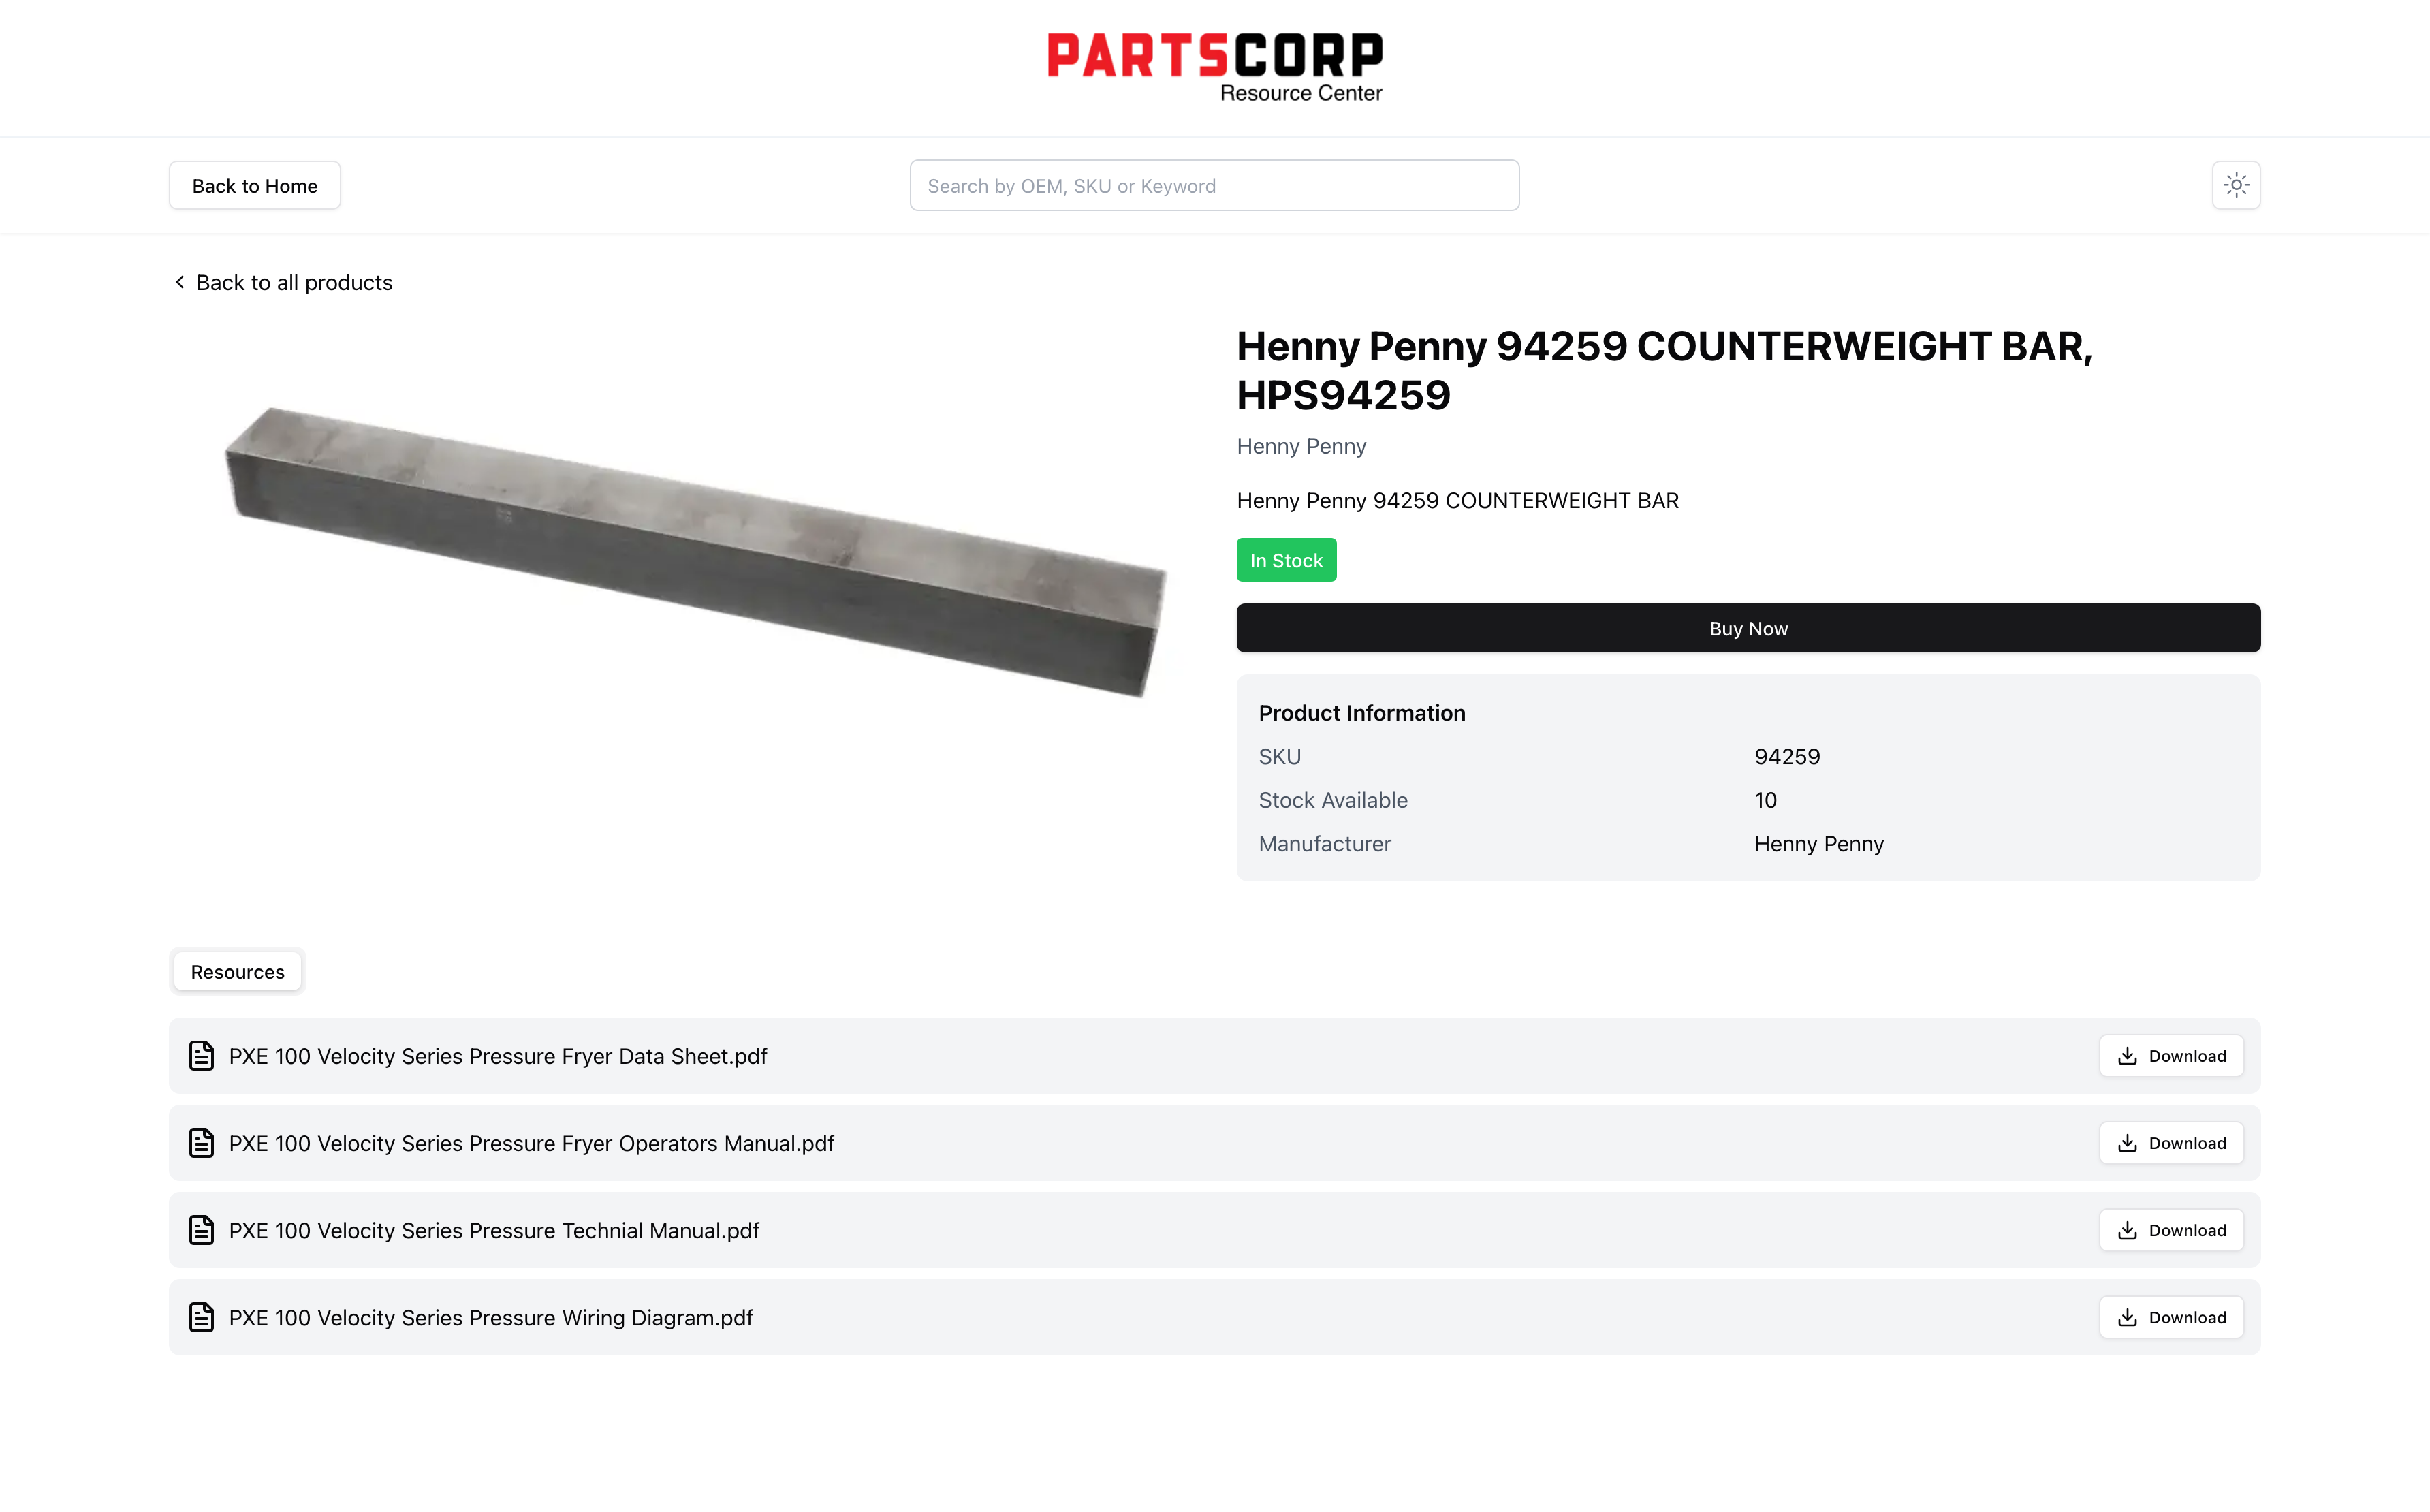 PARTSCORP
Resource Center
Back to Home
Search by OEM, SKU or Keyword
Back to all products
Henny Penny 94259 COUNTERWEIGHT BAR,
HPS94259
Henny Penny
Henny Penny 94259 COUNTERWEIGHT BAR
In Stock
Buy Now
Product Information
SKU 94259
Stock Available 10
Manufacturer Henny Penny
Resources
PXE 100 Velocity Series Pressure Fryer Data Sheet.pdf Download
PXE 100 Velocity Series Pressure Fryer Operators Manual.pdf Download
PXE 100 Velocity Series Pressure Technial Manual.pdf Download
PXE 100 Velocity Series Pressure Wiring Diagram.pdf Download